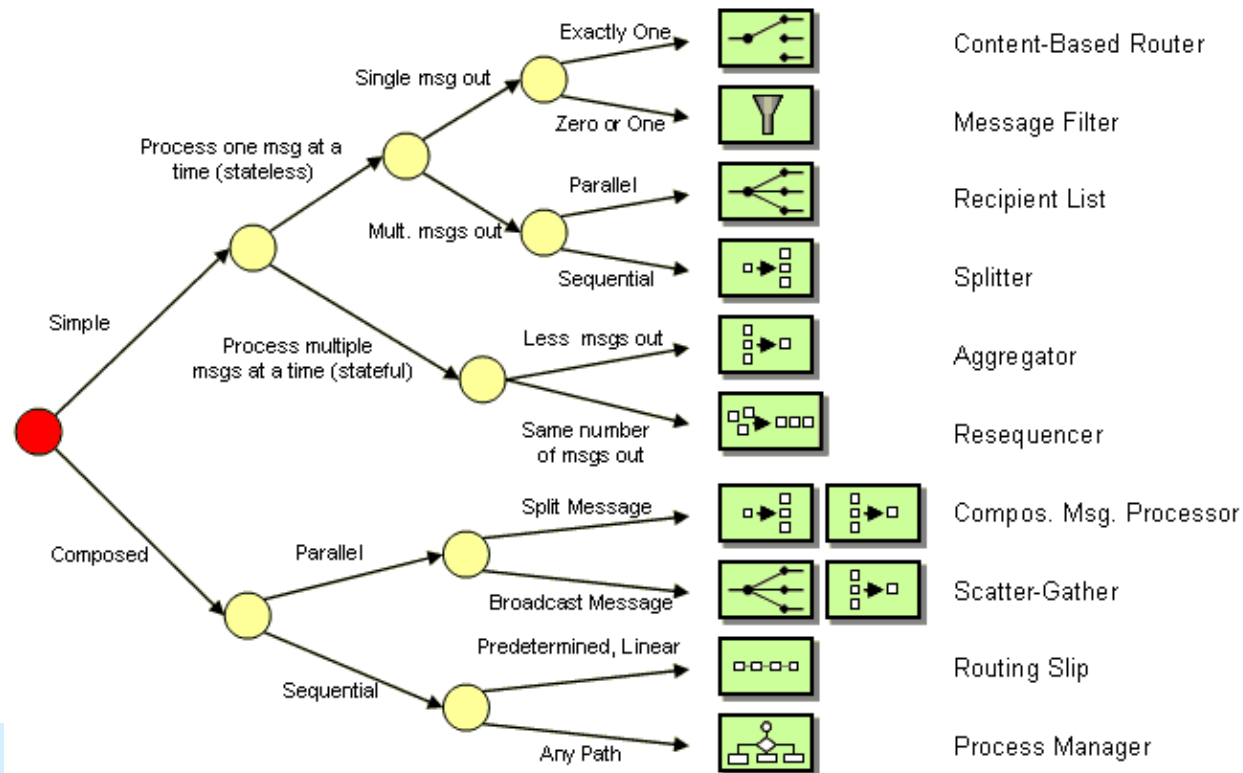 Exactly One
Content-Based Router
Single msg out
Zero or One
Message Filter
Process one msg at a
time (stateless)
Parallel
Recipient List
Mult. msgs out
Sequential
Splitter
Simple
Process multiple
msgs at a time (stateful)
Less msgs out
Aggregator
Same number
of msgs out
Resequencer
Split Message
Compos. Msg. Processor
Composed
Parallel
Broadcast Message
Scatter-Gather
Predetermined, Linear
Routing Slip
Sequential
Any Path
Process Manager